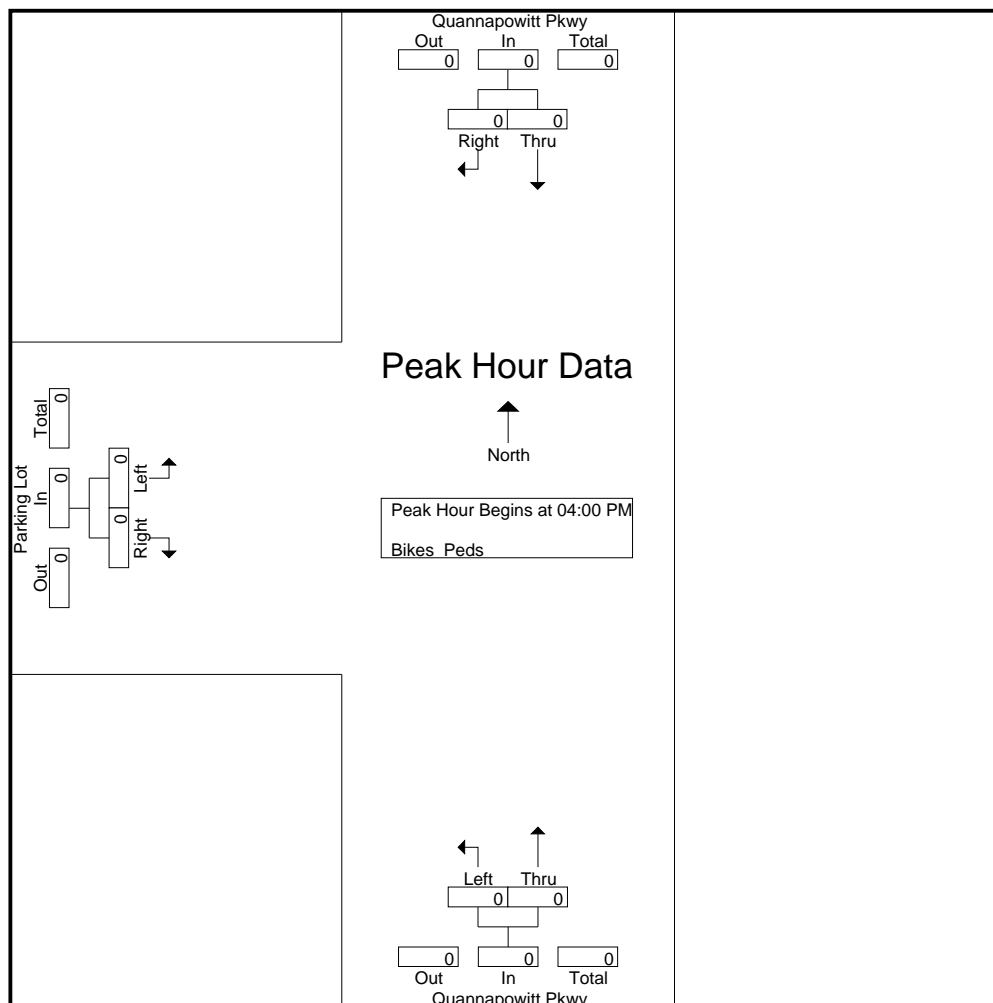 Quannapowitt Pkwy
Out In Total
0 0 0
0 0
Right Thru
Peak Hour Data
North
Peak Hour Begins at 04:00 PM
Bikes Peds
Parking Lot
Out In Total
0 0 0
0 0
Right Left
Left Thru
0 0
0 0 0
Out In Total
Quannapowitt Pkwy